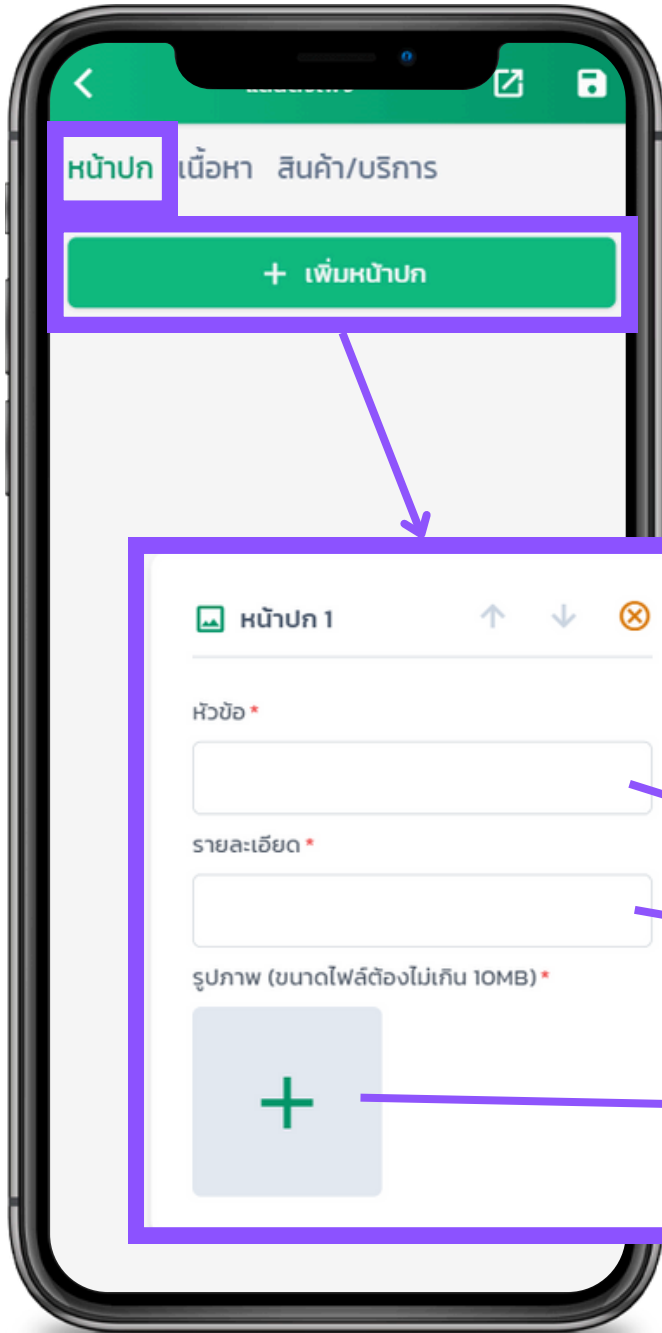 หน้าปก เนื้อหา สินค้า/บริการ
+ เพิ่มหน้าปก
หน้าปก 1
หัวข้อ *
รายละเอียด *
รูปภาพ (ขนาดไฟล์ต้องไม่เกิน 10MB) *